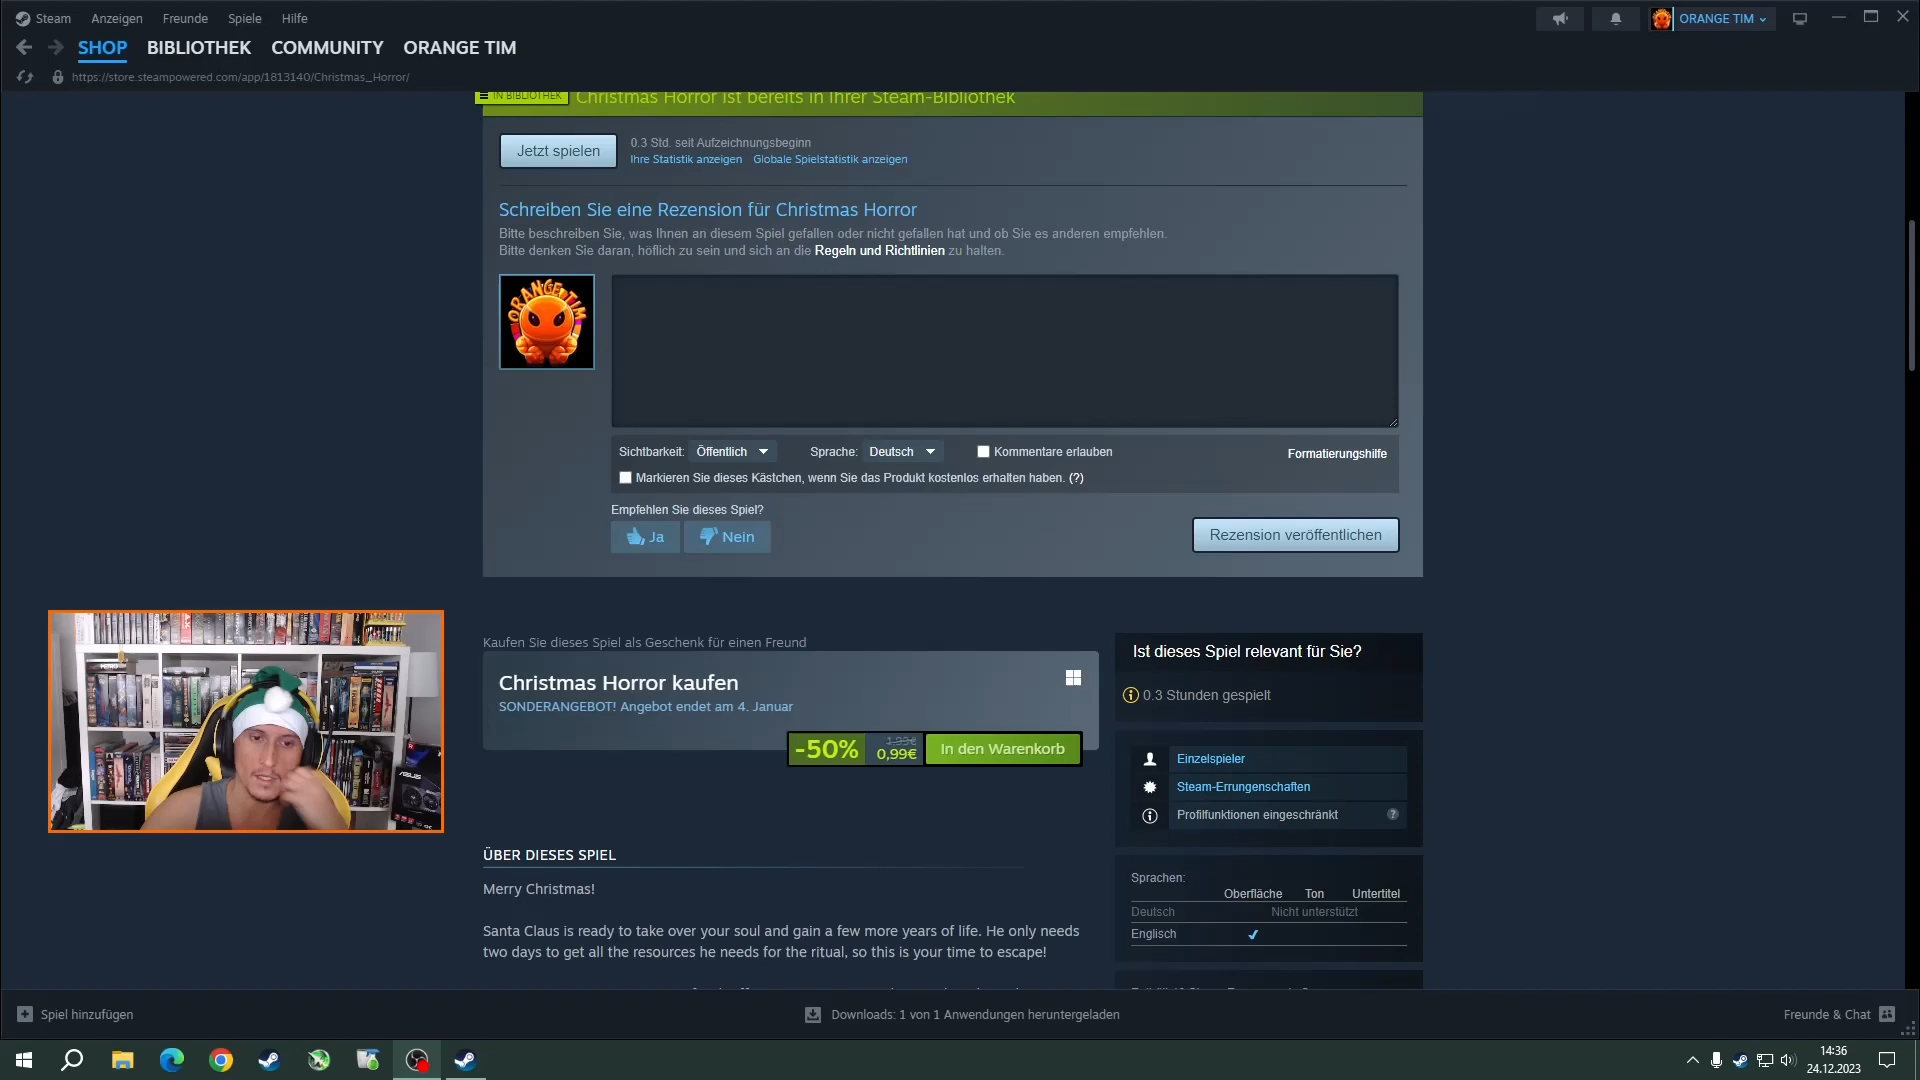 Steam Anzeigen Freunde Spiele Hilfe
ORANGE TIM
SHOP BIBLIOTHEK COMMUNITY ORANGE TIM
https://store.steampowered.com/app/1813140/Christmas_Horror/
IN BIBLIOTHEK Christmas Horror ist bereits in Ihrer Steam-Bibliothek
Jetzt spielen
0.3 Std. seit Aufzeichnungsbeginn
Ihre Statistik anzeigen Globale Spielstatistik anzeigen
Schreiben Sie eine Rezension für Christmas Horror
Bitte beschreiben Sie, was Ihnen an diesem Spiel gefallen oder nicht gefallen hat und ob Sie es anderen empfehlen.
Bitte denken Sie daran, höflich zu sein und sich an die Regeln und Richtlinien zu halten.
ORANGE TIM
Sichtbarkeit: Öffentlich Sprache: Deutsch Kommentare erlauben Formatierungshilfe
Markieren Sie dieses Kästchen, wenn Sie das Produkt kostenlos erhalten haben. (?)
Empfehlen Sie dieses Spiel?
Ja Nein
Rezension veröffentlichen
Kaufen Sie dieses Spiel als Geschenk für einen Freund
Christmas Horror kaufen
SONDERANGEBOT! Angebot endet am 4. Januar
-50% 1,99€ 0,99€ In den Warenkorb
Ist dieses Spiel relevant für Sie?
0.3 Stunden gespielt
Einzelspieler
Steam-Errungenschaften
Profilfunktionen eingeschränkt ?
Sprachen:
Oberfläche Ton Untertitel
Deutsch Nicht unterstützt
Englisch ✔
ÜBER DIESES SPIEL
Merry Christmas!
Santa Claus is ready to take over your soul and gain a few more years of life. He only needs
two days to get all the resources he needs for the ritual, so this is your time to escape!
ASUS
Spiel hinzufügen
Downloads: 1 von 1 Anwendungen heruntergeladen
Freunde & Chat
14:36
24.12.2023